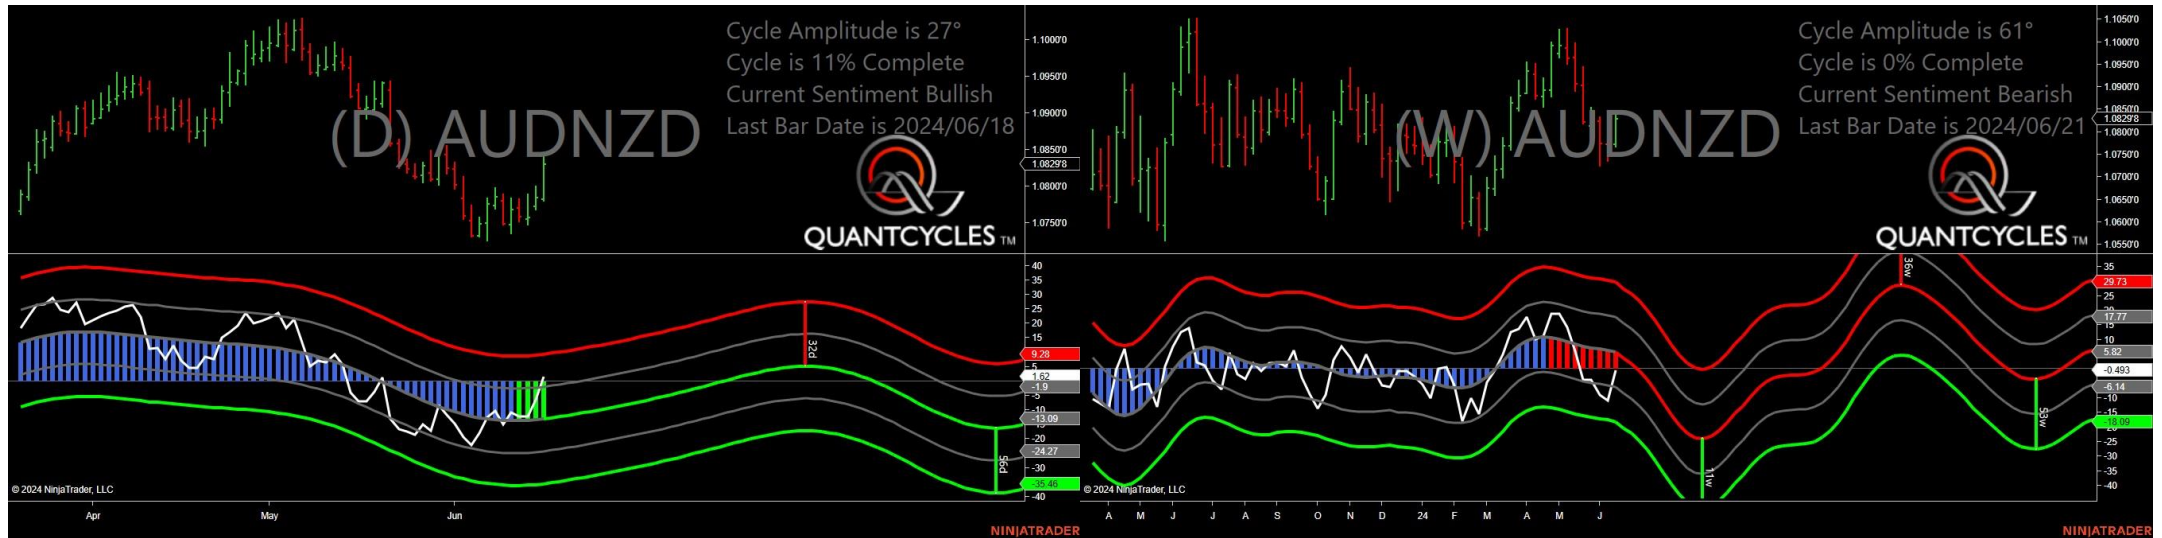 Cycle Amplitude is 27°
Cycle is 11% Complete
Current Sentiment Bullish
Last Bar Date is 2024/06/18
(D) AUDNZD
QUANTCYCLES TM
1.1000'0
1.0950'0
1.0900'0
1.0850'0
1.0829'8
1.0800'0
1.0750'0
40
35
30
25
20
15
9.28
5
1.62
-1.9
-5
-10
-13.09
-20
-24.27
-30
-35.46
-40
32d
56d
© 2024 NinjaTrader, LLC
Apr
May
Jun
NINJATRADER
Cycle Amplitude is 61°
Cycle is 0% Complete
Current Sentiment Bearish
Last Bar Date is 2024/06/21
(W) AUDNZD
QUANTCYCLES TM
1.1050'0
1.1000'0
1.0950'0
1.0900'0
1.0850'0
1.0829'8
1.0800'0
1.0750'0
1.0700'0
1.0650'0
1.0600'0
1.0550'0
35
29.73
25
17.77
15
10
5.82
-0.493
-6.14
-10
-15
-18.09
-25
-30
-35
-40
36w
11w
53w
© 2024 NinjaTrader, LLC
A M J J A S O N D 24 F M A M J
NINJATRADER